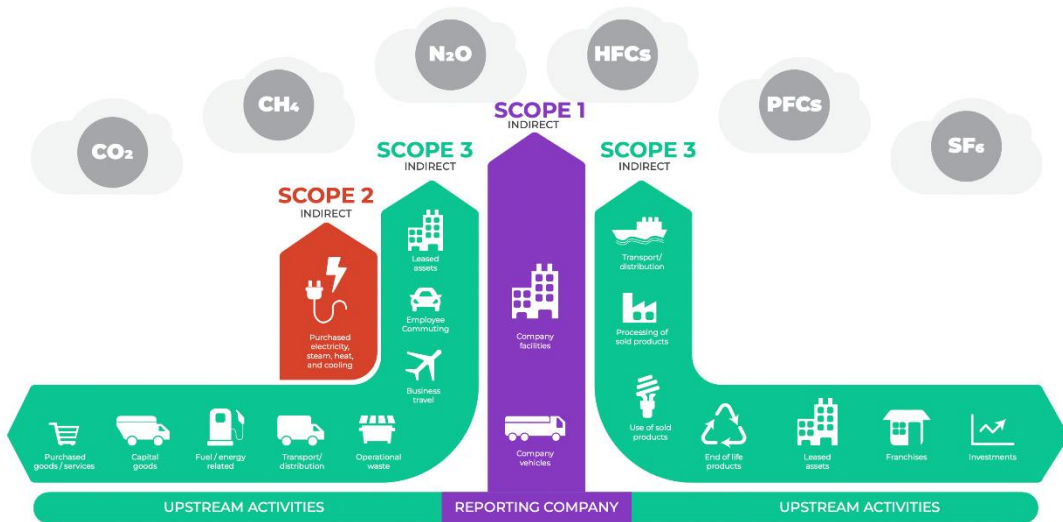 CO₂
CH₄
N₂O
HFCs
PFCs
SF₆
SCOPE 2
INDIRECT
Purchased
electricity,
steam, heat,
and cooling
SCOPE 3
INDIRECT
Leased
assets
Employee
Commuting
Business
travel
Purchased
goods / services
Capital
goods
Fuel / energy
related
Transport/
distribution
Operational
waste
SCOPE 1
INDIRECT
Company
facilities
Company
vehicles
SCOPE 3
INDIRECT
Transport/
distribution
Processing of
sold products
Use of sold
products
End of life
products
Leased
assets
Franchises
Investments
UPSTREAM ACTIVITIES
REPORTING COMPANY
UPSTREAM ACTIVITIES